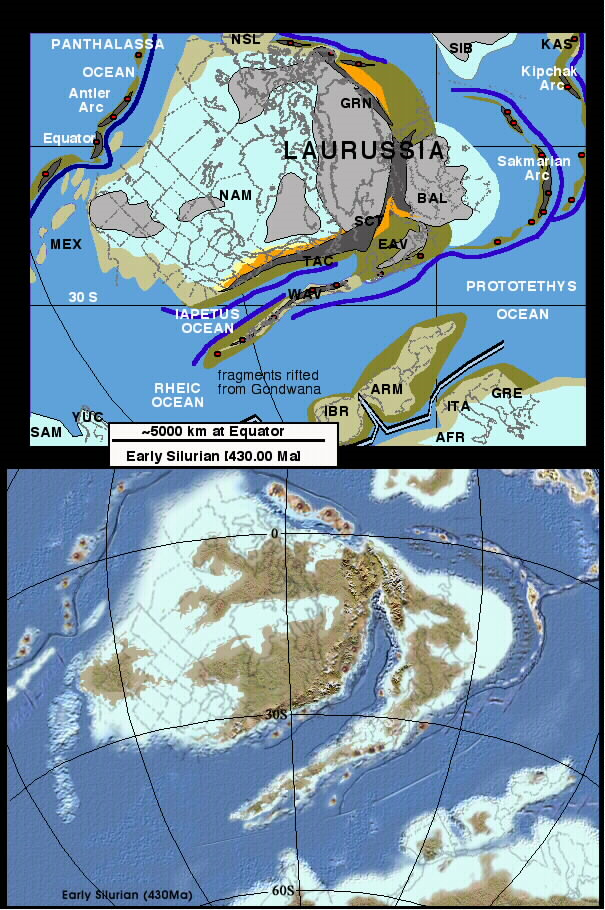 NSL
PANTHALASSA
OCEAN
SIB
KAS
Kipchak
Arc
Antler
Arc
GRN
Equator
LAURUSSIA
Sakmarian
Arc
NAM
BAL
SCT
MEX
EAV
TAC
30 S
WAV
PROTOTETHYS
OCEAN
IAPETUS
OCEAN
fragments rifted
from Gondwana
RHEIC
OCEAN
ARM
GRE
IBR
ITA
YUC
SAM
AFR
~5000 km at Equator
Early Silurian [430.00 Ma]
0
30S
60S
Early Silurian (430Ma)